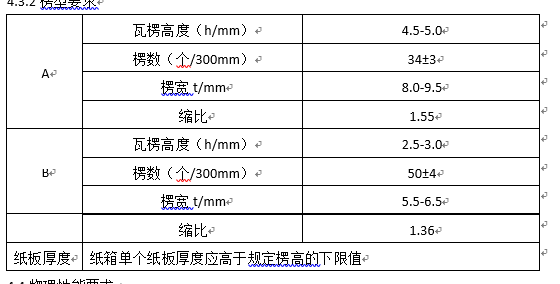 4.3.2 楞型要求
A
瓦楞高度（h/mm） 4.5-5.0
楞数（个/300mm） 34±3
楞宽 t/mm 8.0-9.5
缩比 1.55
B
瓦楞高度（h/mm） 2.5-3.0
楞数（个/300mm） 50±4
楞宽 t/mm 5.5-6.5
缩比 1.36
纸板厚度 纸箱单个纸板厚度应高于规定楞高的下限值
4.4 物理性能要求